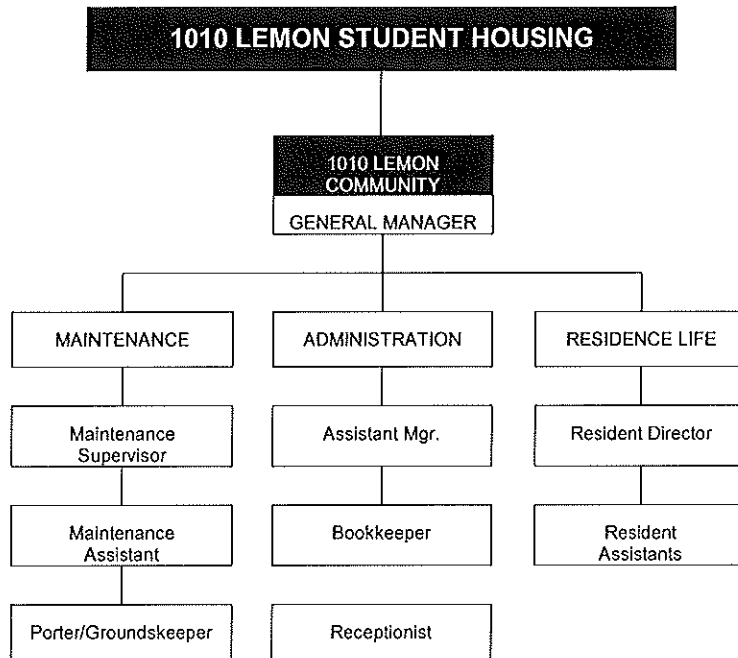 1010 LEMON STUDENT HOUSING
1010 LEMON
COMMUNITY
GENERAL MANAGER
MAINTENANCE
ADMINISTRATION
RESIDENCE LIFE
Maintenance
Supervisor
Assistant Mgr.
Resident Director
Maintenance
Assistant
Bookkeeper
Resident
Assistants
Porter/Groundskeeper
Receptionist